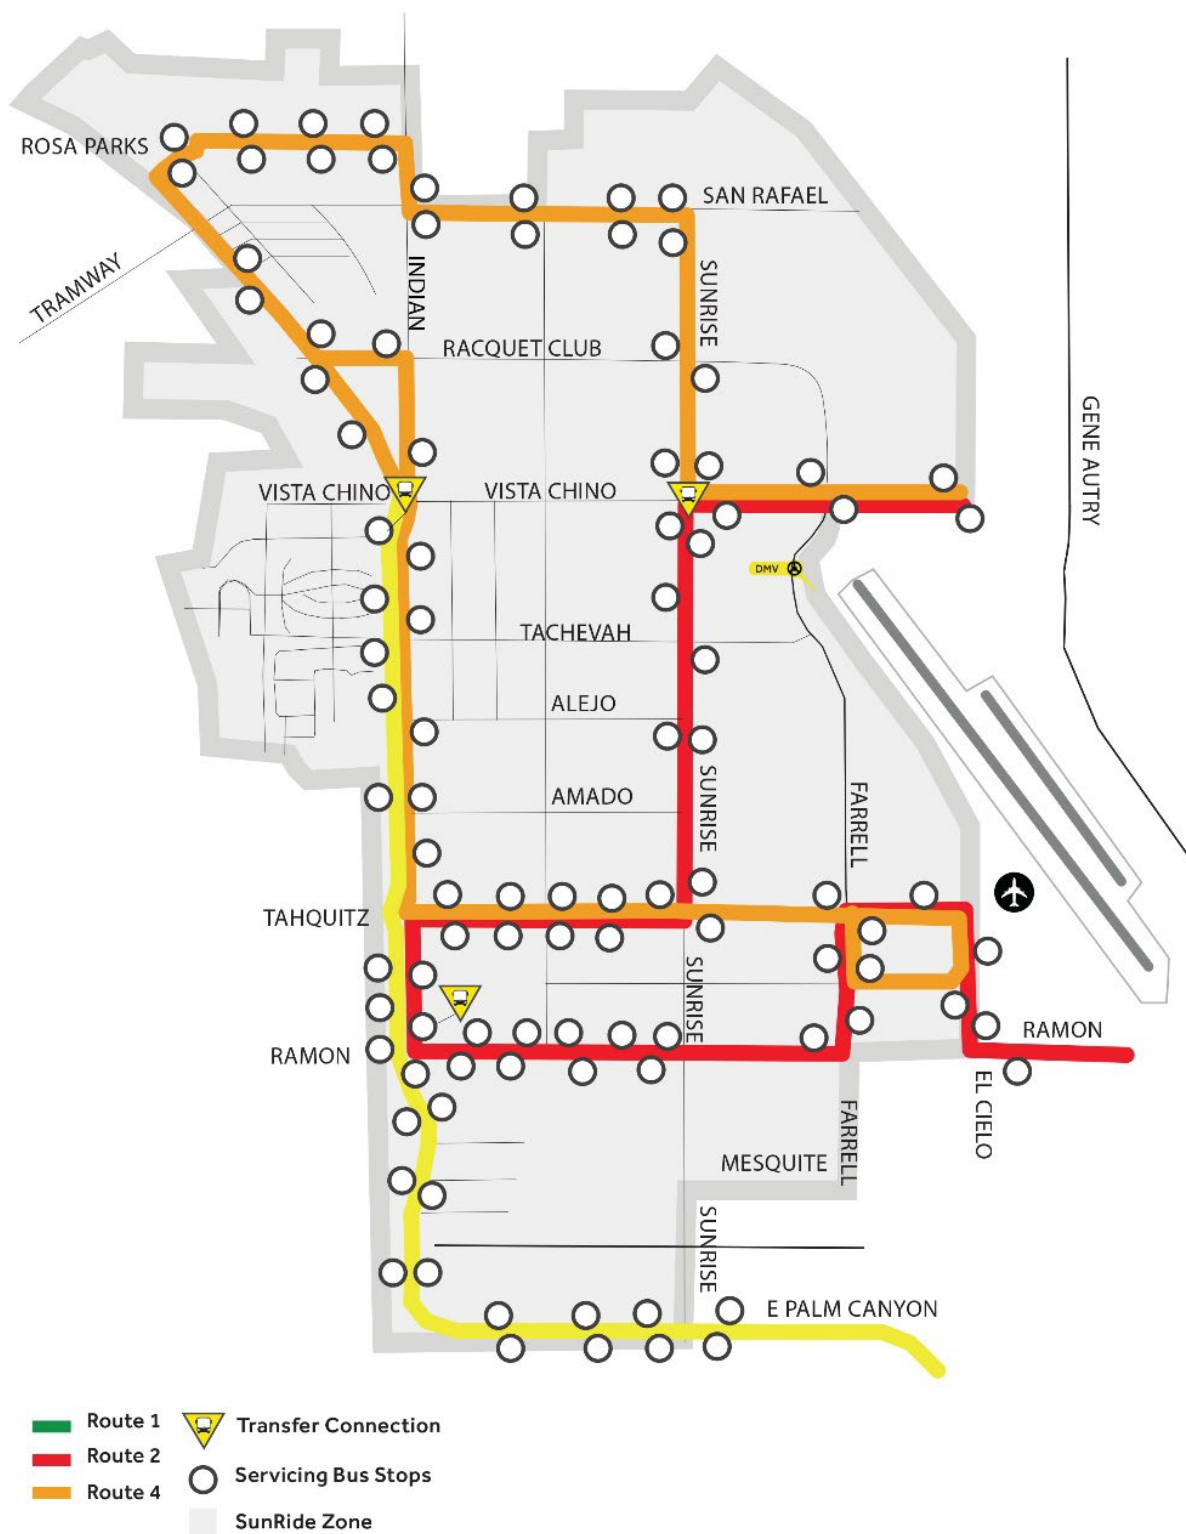 ROSA PARKS
SAN RAFAEL
TRAMWAY
INDIAN
SUNRISE
RACQUET CLUB
GENE AUTRY
VISTA CHINO
VISTA CHINO
DMV
TACHEVAH
ALEJO
SUNRISE
FARRELL
AMADO
TAHQUITZ
SUNRISE
RAMON
RAMON
EL CIELO
FARRELL
MESQUITE
SUNRISE
E PALM CANYON
Route 1
Transfer Connection
Route 2
Servicing Bus Stops
Route 4
SunRide Zone